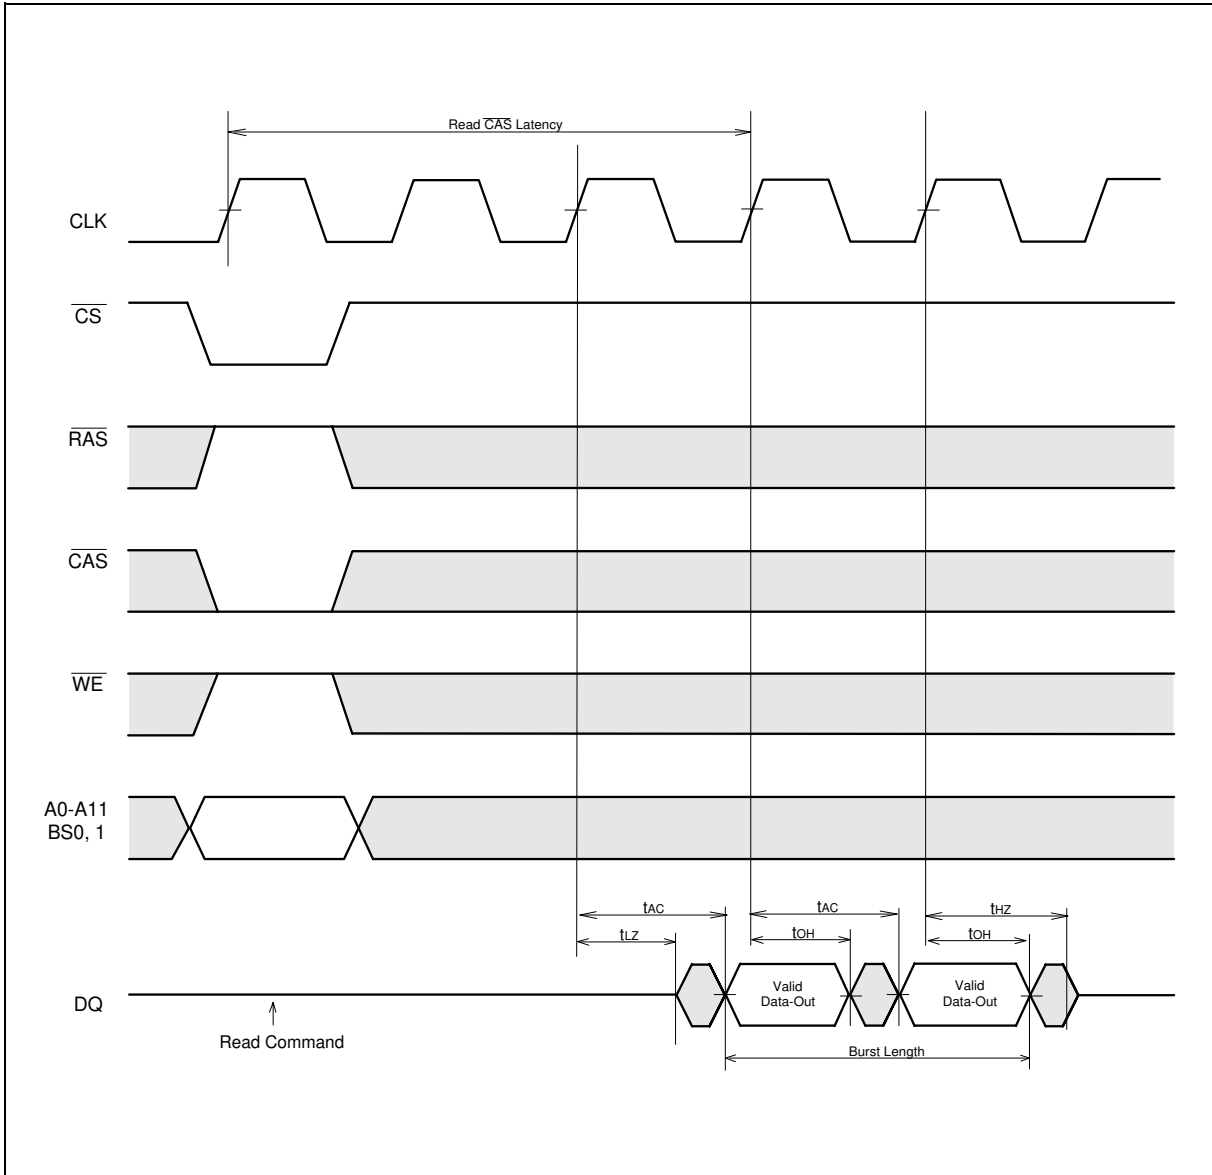 Read CAS Latency
CLK
CS
RAS
CAS
WE
A0-A11
BS0, 1
tAC
tAC
tHZ
tLZ
tOH
tOH
DQ
Valid
Data-Out
Valid
Data-Out
Read Command
Burst Length